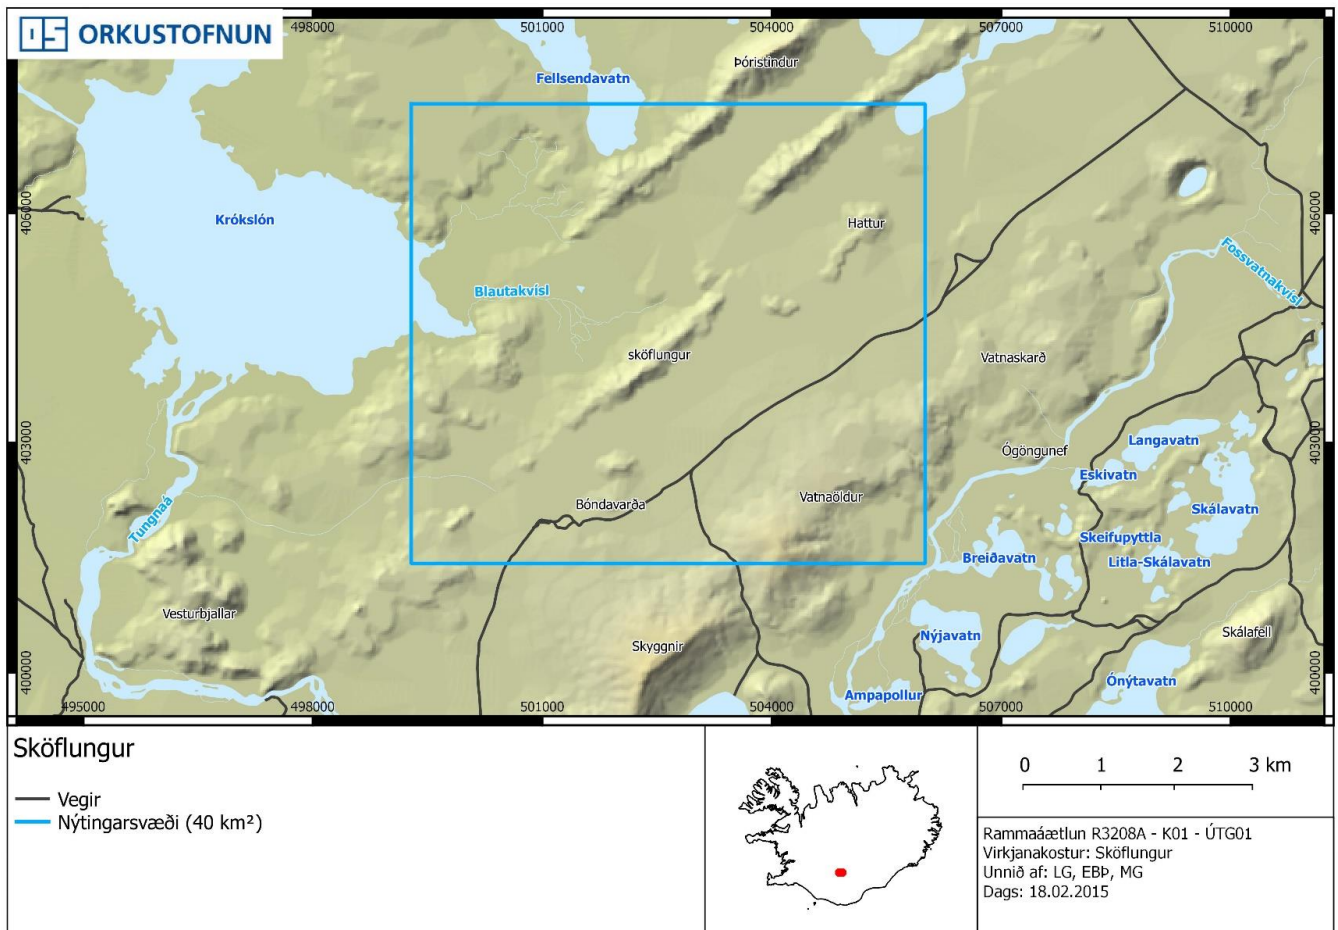 ORKUSTOFNUN
498000
501000
504000
507000
510000
Þóristindur
Fellsendavatn
406000
406000
Krókslón
Hattur
Fossvatnakvísl
Blautakvísl
sköflungur
Vatnaskarð
403000
403000
Langavatn
Ógöngunef
Eskivatn
Vatnaöldur
Bóndavarða
Skálavatn
Tungnaá
Skeifupyttla
Breiðavatn
Litla-Skálavatn
Vesturbjallar
Nýjavatn
Skálafell
Skyggnir
400000
400000
Ónýtavatn
Ampapollur
495000
498000
501000
504000
507000
510000
Sköflungur
Vegir
Nýtingarsvæði (40 km²)
0 1 2 3 km
Rammaáætlun R3208A - K01 - ÚTG01
Virkjanakostur: Sköflungur
Unnið af: LG, EBÞ, MG
Dags: 18.02.2015